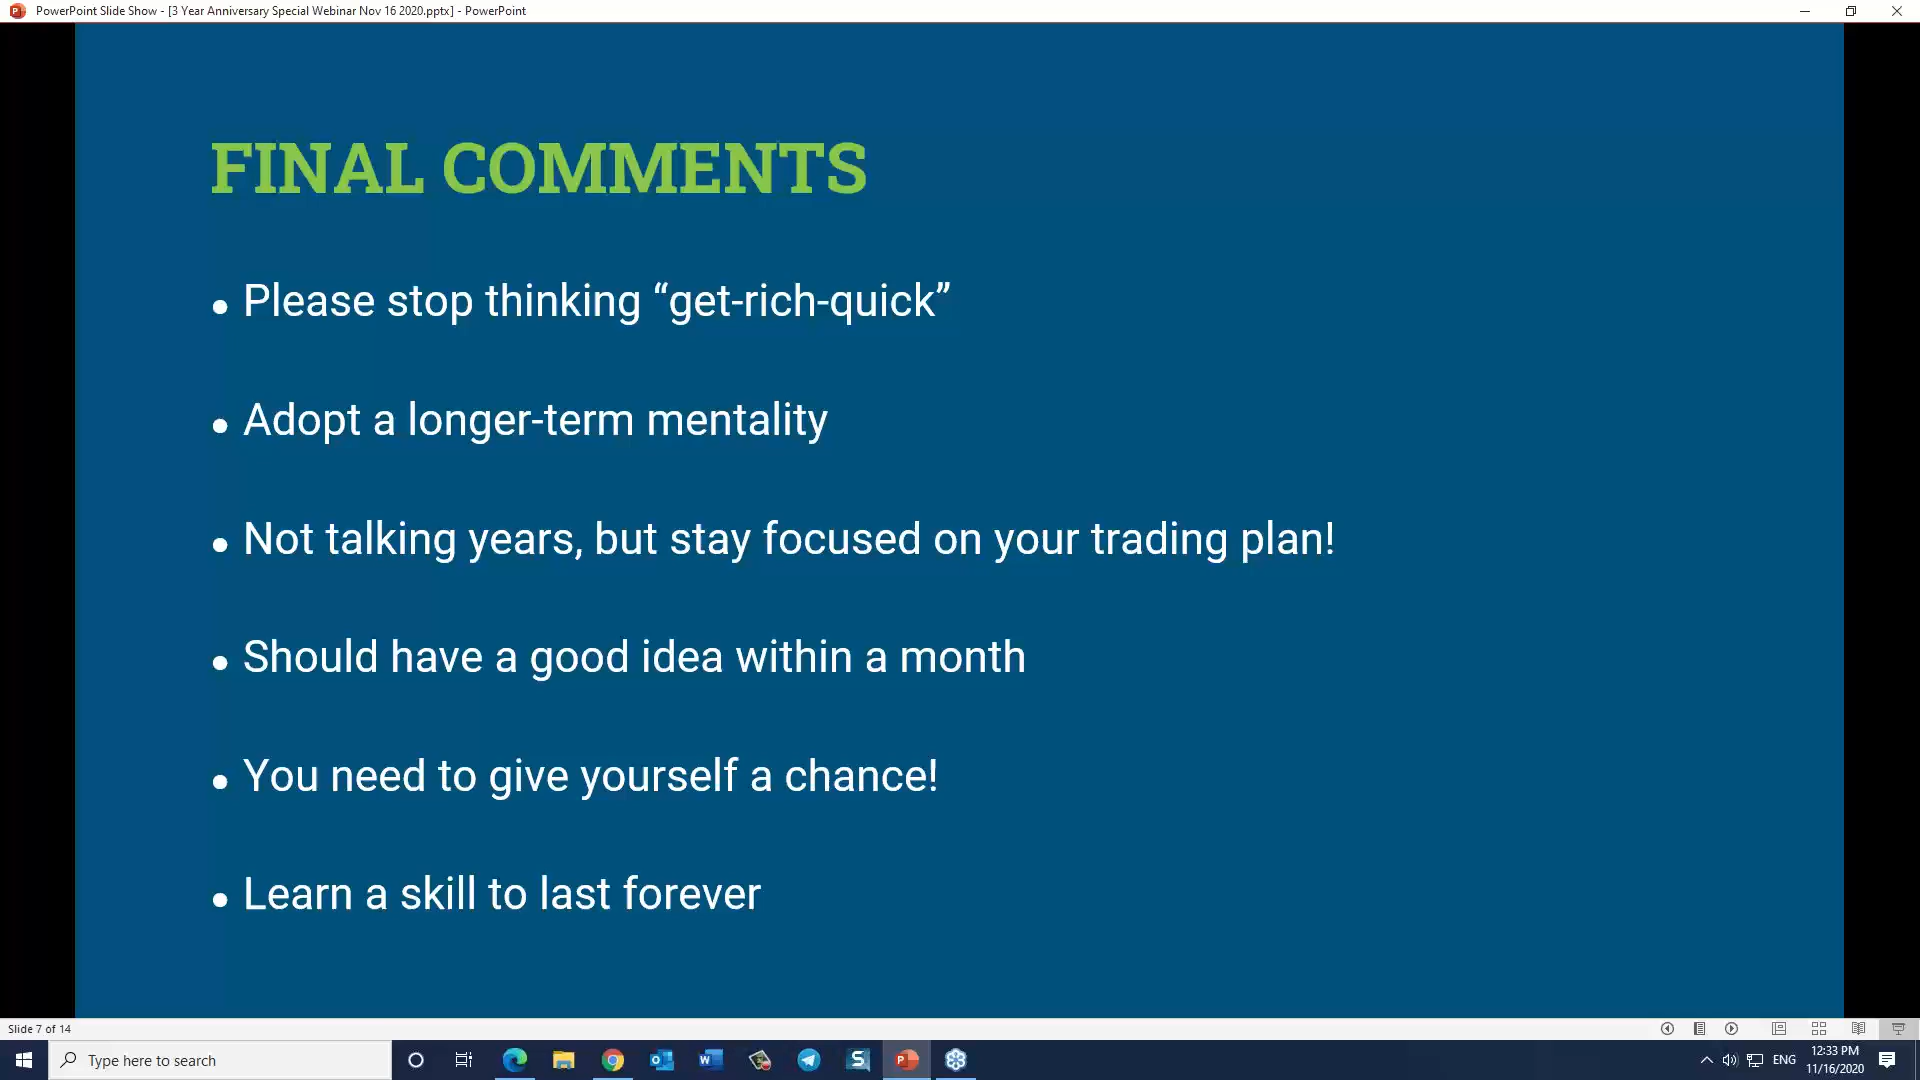 PowerPoint Slide Show - [3 Year Anniversary Special Webinar Nov 16 2020.pptx] - PowerPoint
FINAL COMMENTS
• Please stop thinking “get-rich-quick”
• Adopt a longer-term mentality
• Not talking years, but stay focused on your trading plan!
• Should have a good idea within a month
• You need to give yourself a chance!
• Learn a skill to last forever
Slide 7 of 14
Type here to search
ENG
12:33 PM
11/16/2020